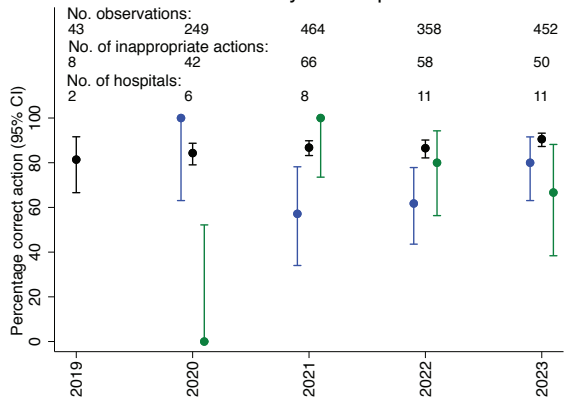 No. observations:
43 249 464 358 452
No. of inappropriate actions:
8 42 66 58 50
No. of hospitals:
2 6 8 11 11
Percentage correct action (95% CI)
100
80
60
40
20
0
2019 2020 2021 2022 2023